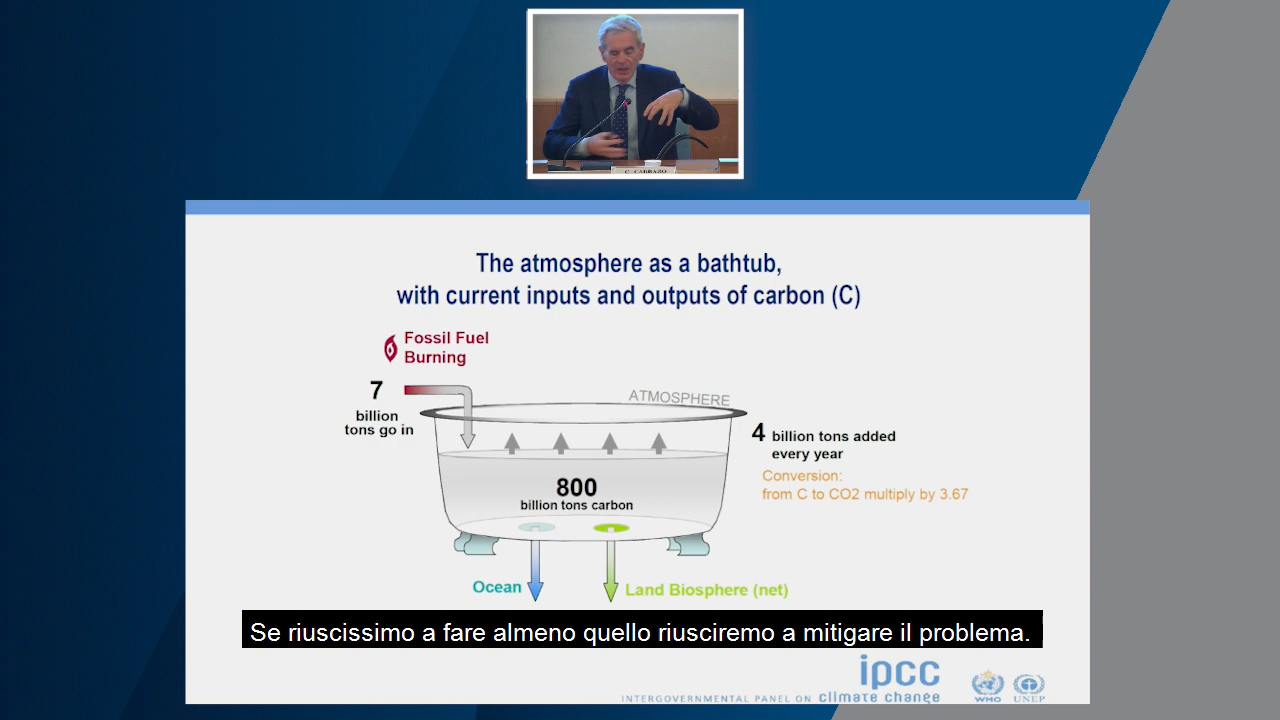 C. CARRARO
The atmosphere as a bathtub,
with current inputs and outputs of carbon (C)
Fossil Fuel
Burning
7
billion
tons go in
ATMOSPHERE
4 billion tons added
every year
Conversion:
from C to CO2 multiply by 3.67
800
billion tons carbon
Ocean
Land Biosphere (net)
Se riuscissimo a fare almeno quello riusciremo a mitigare il problema.
ipcc
INTERGOVERNMENTAL PANEL ON climate change
WMO
UNEP